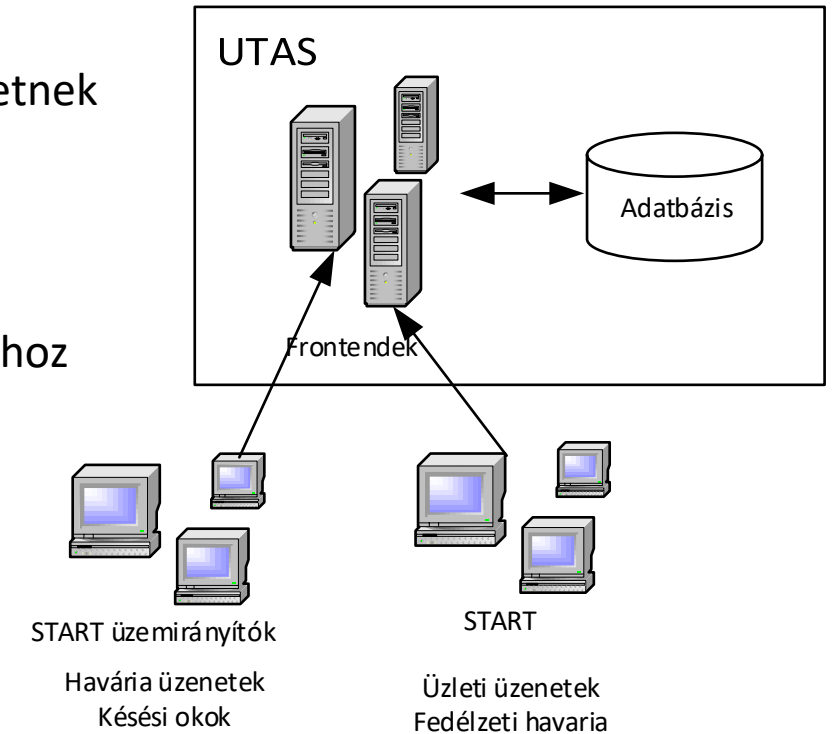 UTAS
etnek
Adatbázis
hoz
Frontendek
START üzemirányítók
START
Havária üzenetek
Késési okok
Üzleti üzenetek
Fedélzeti havaria